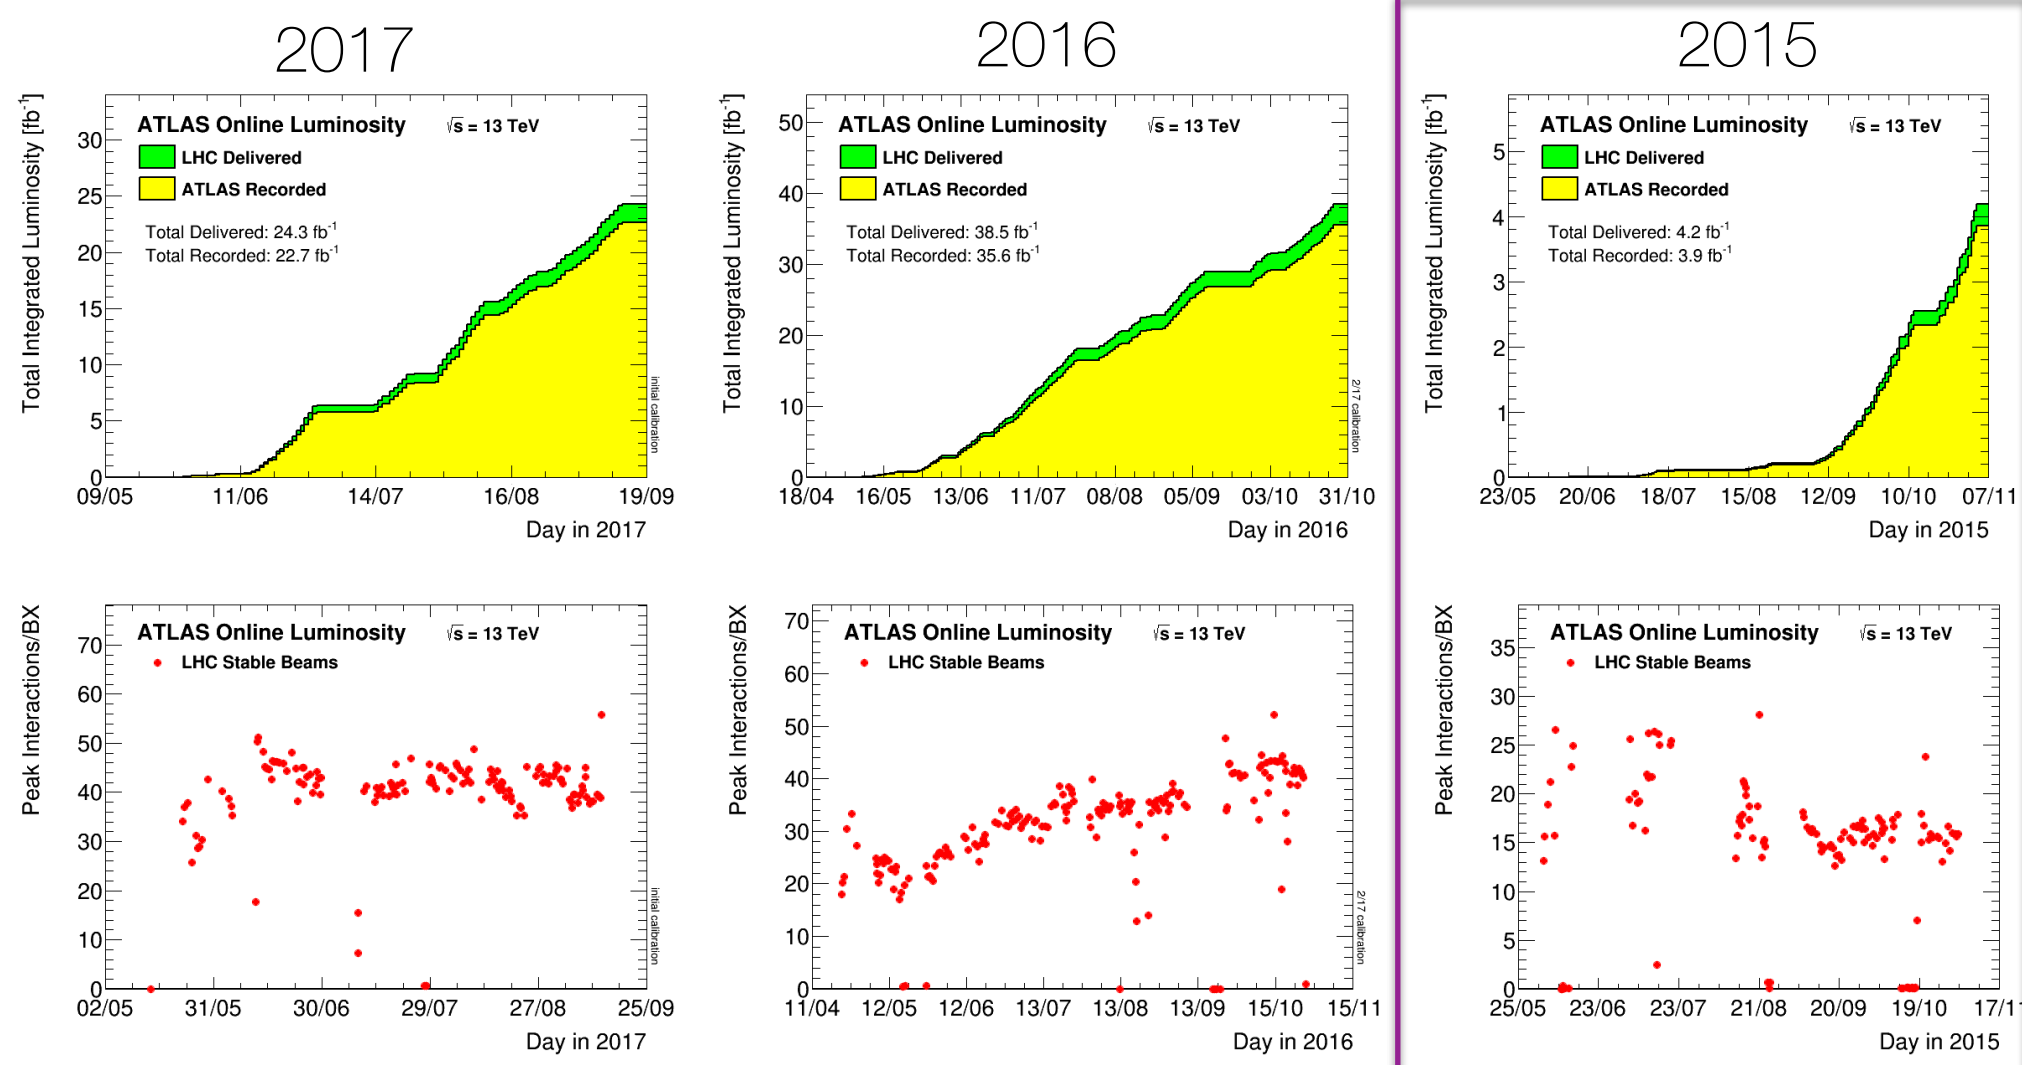 2017
Total Integrated Luminosity [fb⁻¹]
ATLAS Online Luminosity √s = 13 TeV
LHC Delivered
ATLAS Recorded
Total Delivered: 24.3 fb⁻¹
Total Recorded: 22.7 fb⁻¹
30
25
20
15
10
5
0
09/05 11/06 14/07 16/08 19/09
Day in 2017
initial calibration
2016
Total Integrated Luminosity [fb⁻¹]
ATLAS Online Luminosity √s = 13 TeV
LHC Delivered
ATLAS Recorded
Total Delivered: 38.5 fb⁻¹
Total Recorded: 35.6 fb⁻¹
50
40
30
20
10
0
18/04 16/05 13/06 11/07 08/08 05/09 03/10 31/10
Day in 2016
2/17 calibration
2015
Total Integrated Luminosity [fb⁻¹]
ATLAS Online Luminosity √s = 13 TeV
LHC Delivered
ATLAS Recorded
Total Delivered: 4.2 fb⁻¹
Total Recorded: 3.9 fb⁻¹
5
4
3
2
1
0
23/05 20/06 18/07 15/08 12/09 10/10 07/11
Day in 2015
Peak Interactions/BX
ATLAS Online Luminosity √s = 13 TeV
LHC Stable Beams
70
60
50
40
30
20
10
0
02/05 31/05 30/06 29/07 27/08 25/09
Day in 2017
initial calibration
Peak Interactions/BX
ATLAS Online Luminosity √s = 13 TeV
LHC Stable Beams
70
60
50
40
30
20
10
0
11/04 12/05 12/06 13/07 13/08 13/09 15/10 15/11
Day in 2016
2/17 calibration
Peak Interactions/BX
ATLAS Online Luminosity √s = 13 TeV
LHC Stable Beams
35
30
25
20
15
10
5
0
25/05 23/06 23/07 21/08 20/09 19/10 17/1
Day in 2015